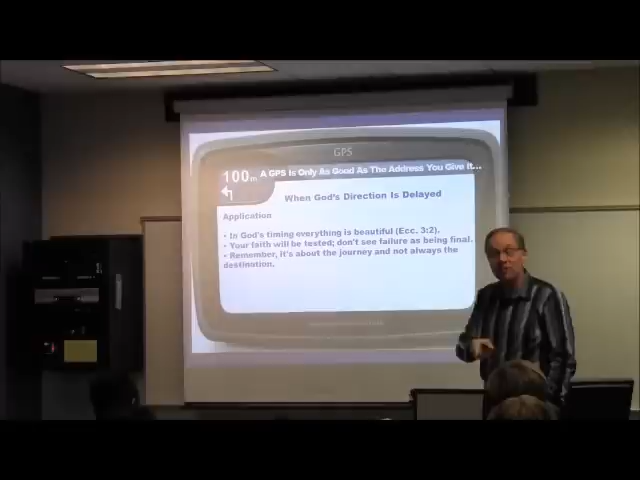 GPS
100m A GPS Is Only As Good As The Address You Give It...
When God's Direction Is Delayed
Application
• In God's timing everything is beautiful (Ecc. 3:2).
• Your faith will be tested; don't see failure as being final.
• Remember, it's about the journey and not always the
destination.